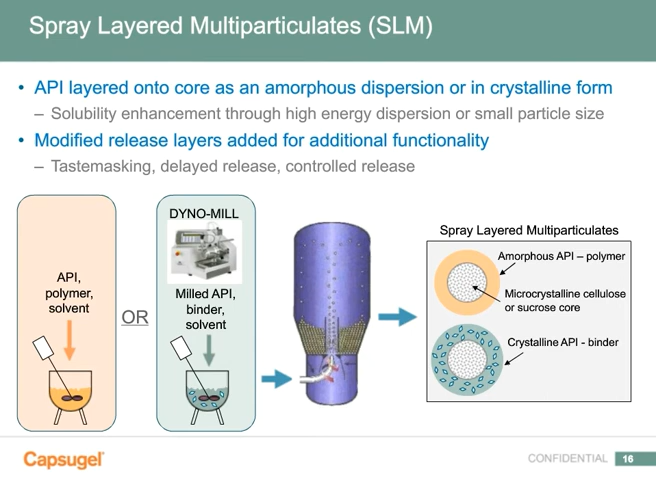 Spray Layered Multiparticulates (SLM)
• API layered onto core as an amorphous dispersion or in crystalline form
– Solubility enhancement through high energy dispersion or small particle size
• Modified release layers added for additional functionality
– Tastemasking, delayed release, controlled release
API,
polymer,
solvent
OR
DYNO-MILL
Milled API,
binder,
solvent
Spray Layered Multiparticulates
Amorphous API – polymer
Microcrystalline cellulose
or sucrose core
Crystalline API - binder
Capsugel
CONFIDENTIAL 16